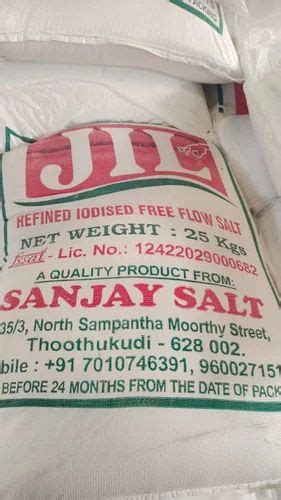 PACKING
JIL
REFINED IODISED FREE FLOW SALT
NET WEIGHT : 25 Kgs
fssai - Lic. No.: 12422029000682
A QUALITY PRODUCT FROM:
SANJAY SALT
35/3, North Sampantha Moorthy Street,
Thoothukudi - 628 002.
bile : +91 7010746391, 960027151
BEFORE 24 MONTHS FROM THE DATE OF PACK